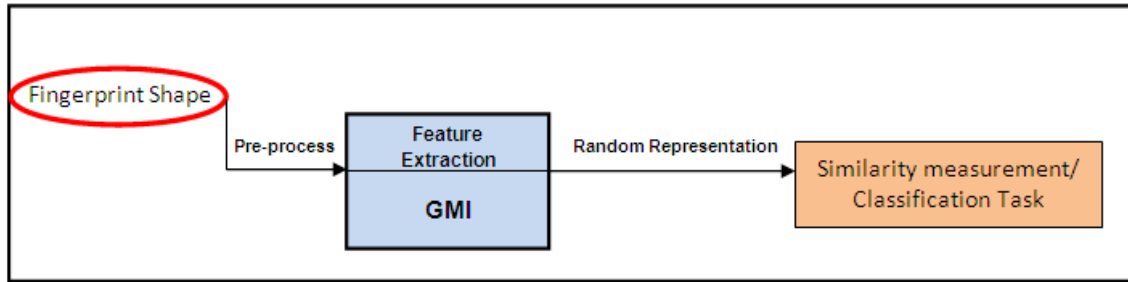 Fingerprint Shape
Pre-process
Feature
Extraction
GMI
Random Representation
Similarity measurement/
Classification Task